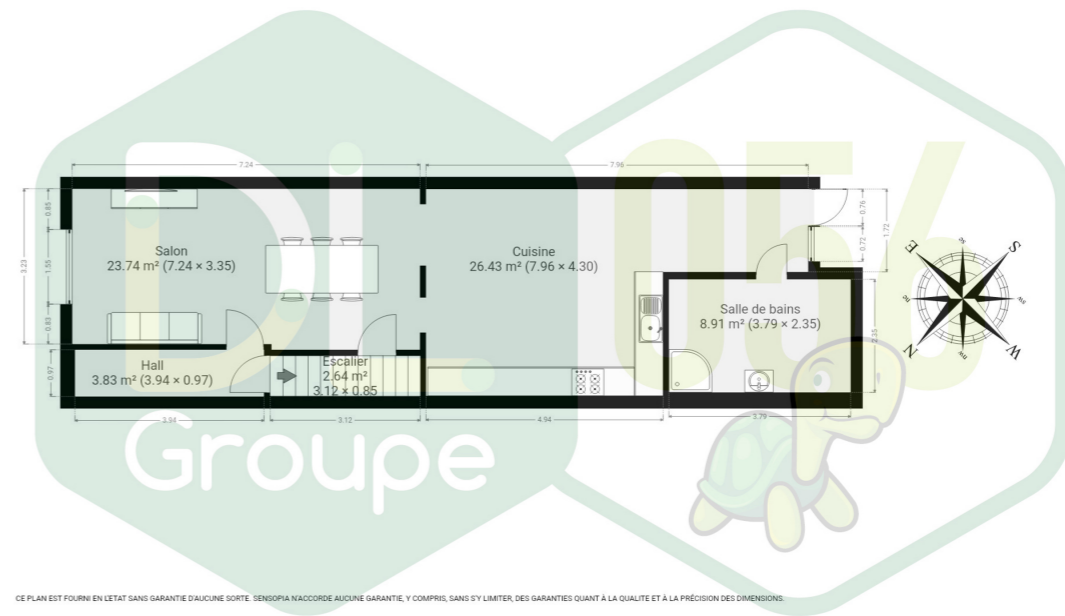 DL 056
7.24
7.96
0.85
3.23
1.55
0.83
0.97
Salon
23.74 m² (7.24 × 3.35)
Cuisine
26.43 m² (7.96 × 4.30)
0.76
0.72
1.72
Salle de bains
8.91 m² (3.79 × 2.35)
2.35
Hall
3.83 m² (3.94 × 0.97)
Escalier
2.64 m²
3.12 × 0.85
3.94
3.12
4.94
3.79
E
S
N
W
Groupe
CE PLAN EST FOURNI EN L'ETAT SANS GARANTIE D'AUCUNE SORTE. SENSOPIA N'ACCORDE AUCUNE GARANTIE, Y COMPRIS, SANS S'Y LIMITER, DES GARANTIES QUANT À LA QUALITE ET À LA PRÉCISION DES DIMENSIONS.